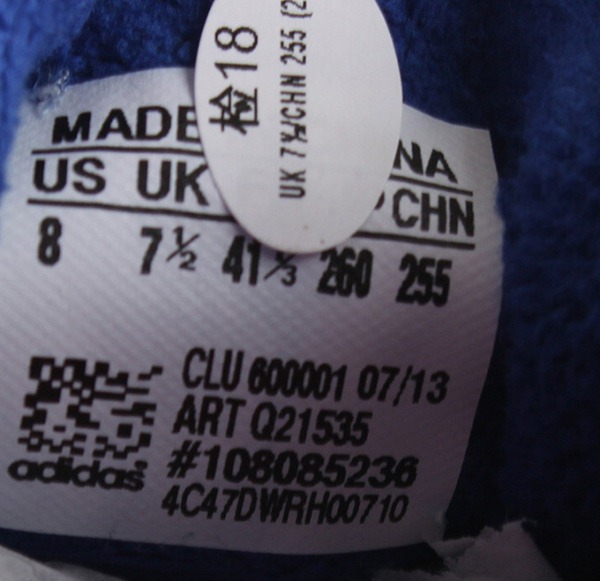 检18
UK 7½/CHN 255 (2
MADE NA
US UK CHN
8 7½ 41⅓ 260 255
CLU 600001 07/13
ART Q21535
#108085236
adidas
4C47DWRH00710